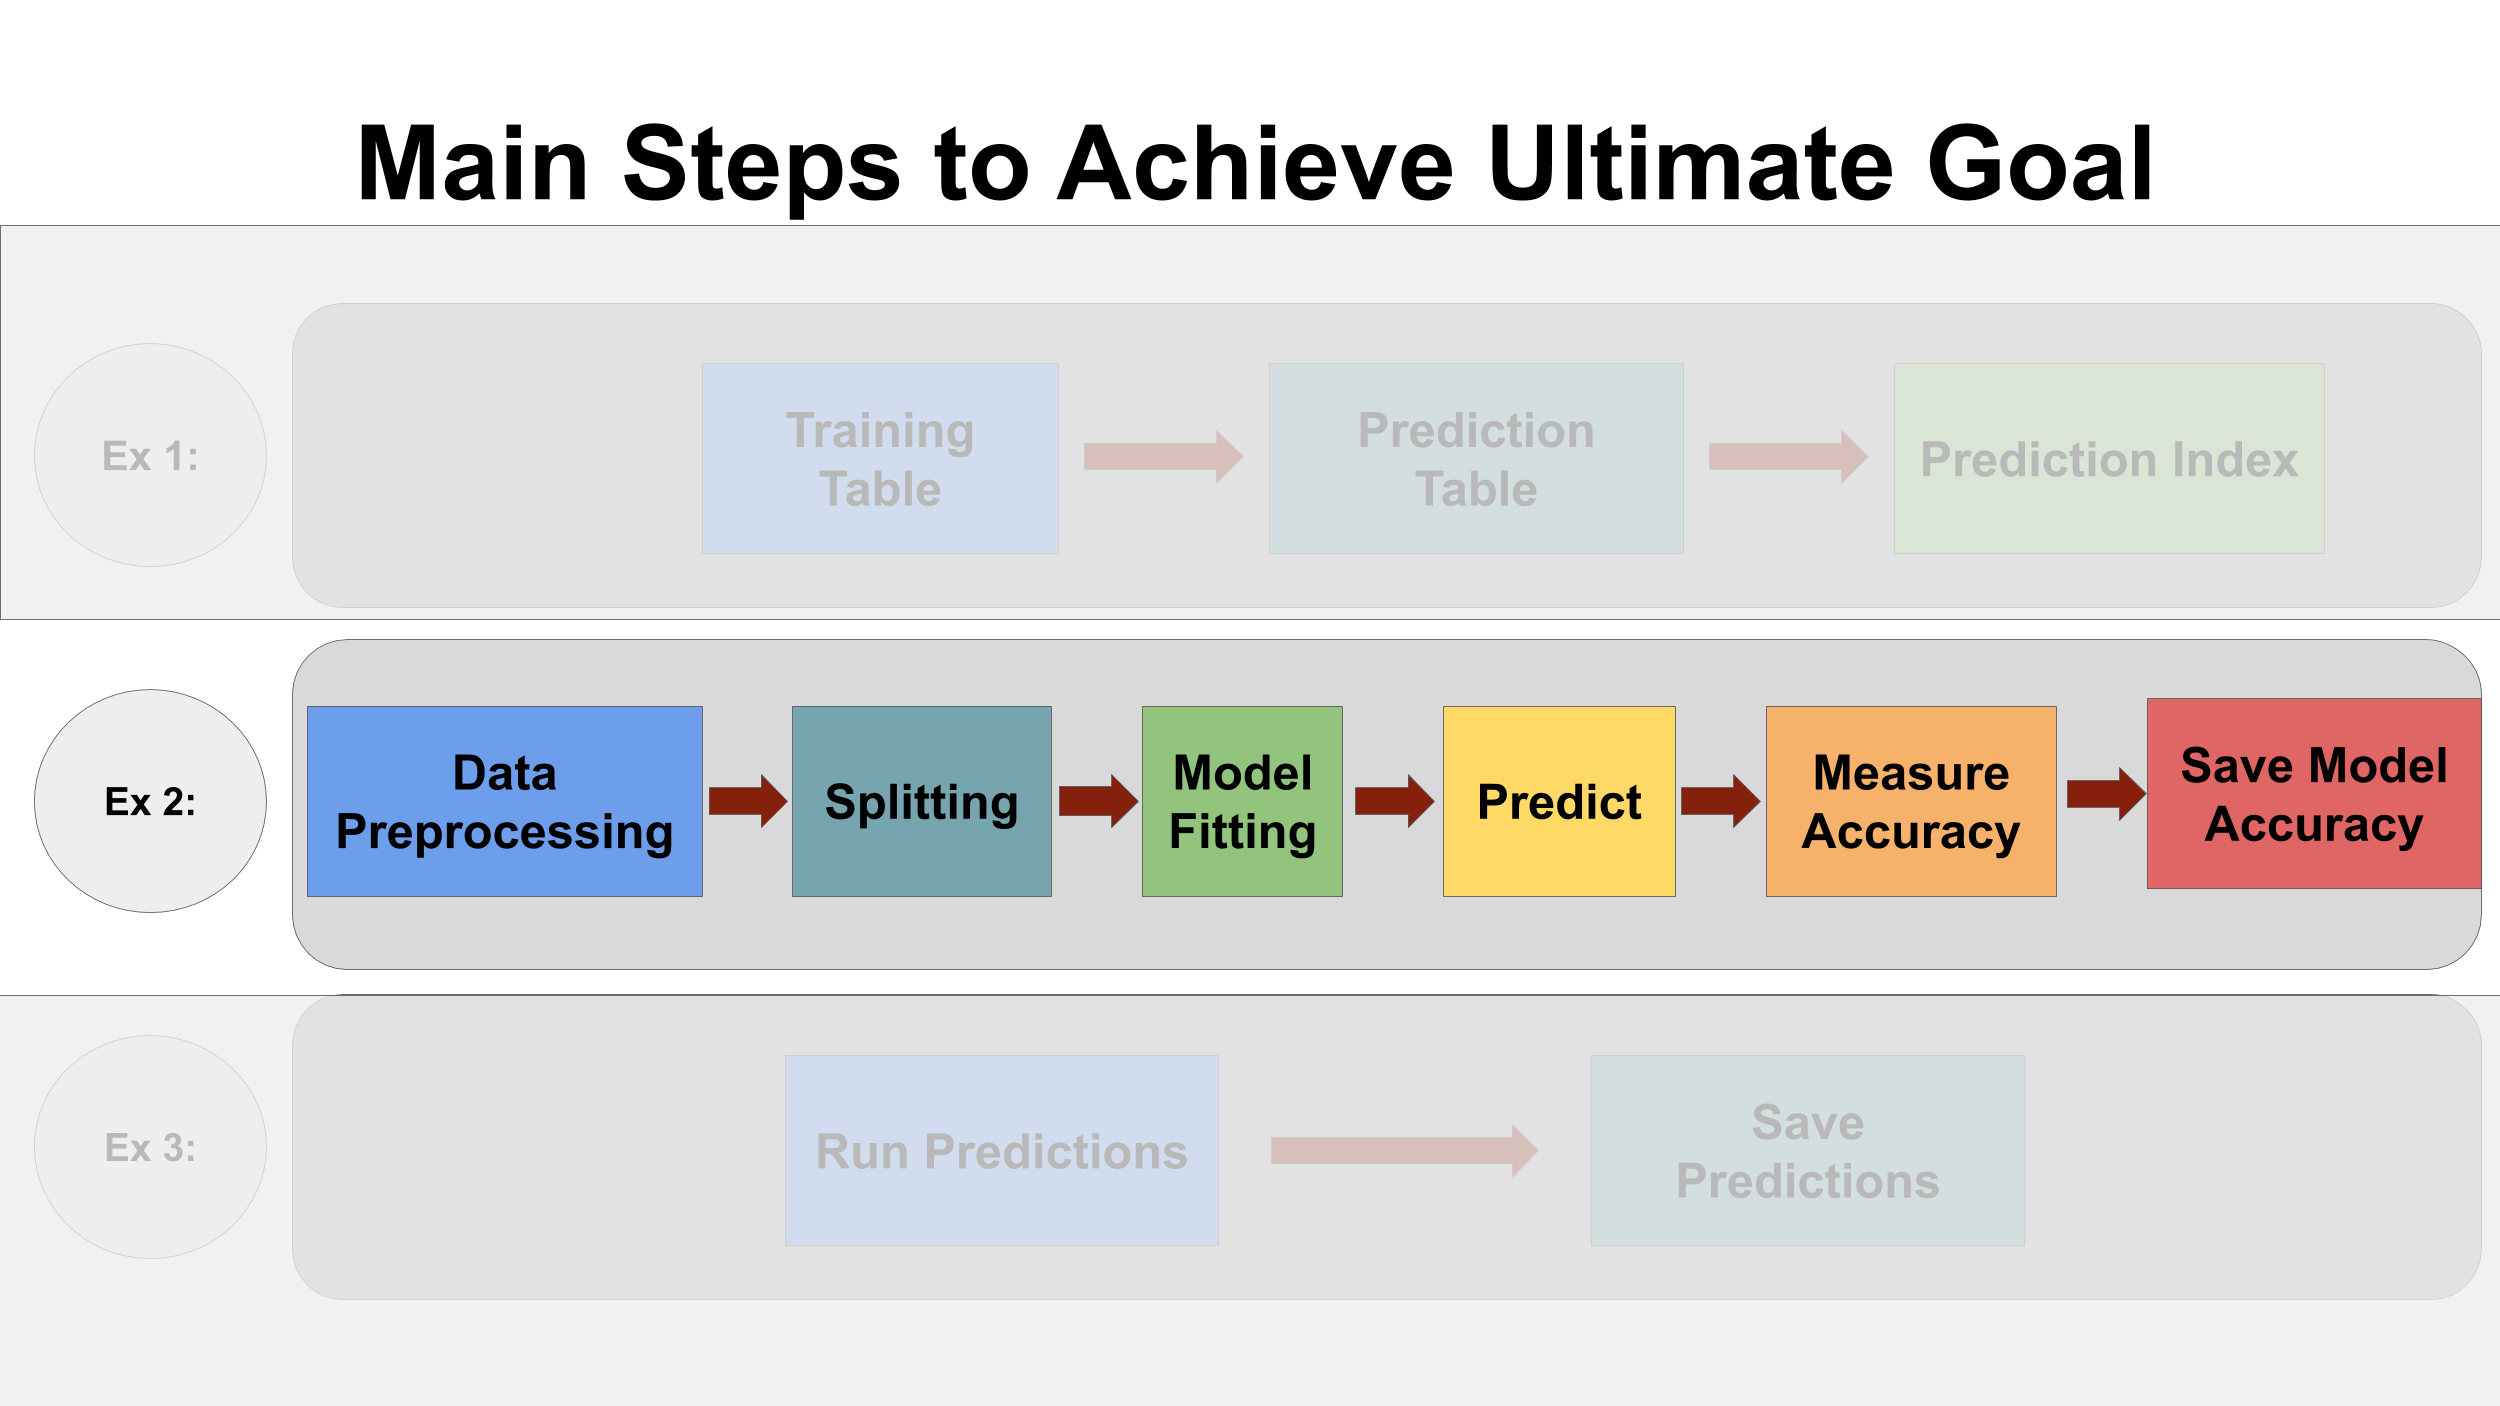 Main Steps to Achieve Ultimate Goal
Ex 1:
Training
Table
Prediction
Table
Prediction Index
Ex 2:
Data
Preprocessing
Splitting
Model
Fitting
Predict
Measure
Accuracy
Save Model
Accuracy
Ex 3:
Run Predictions
Save
Predictions